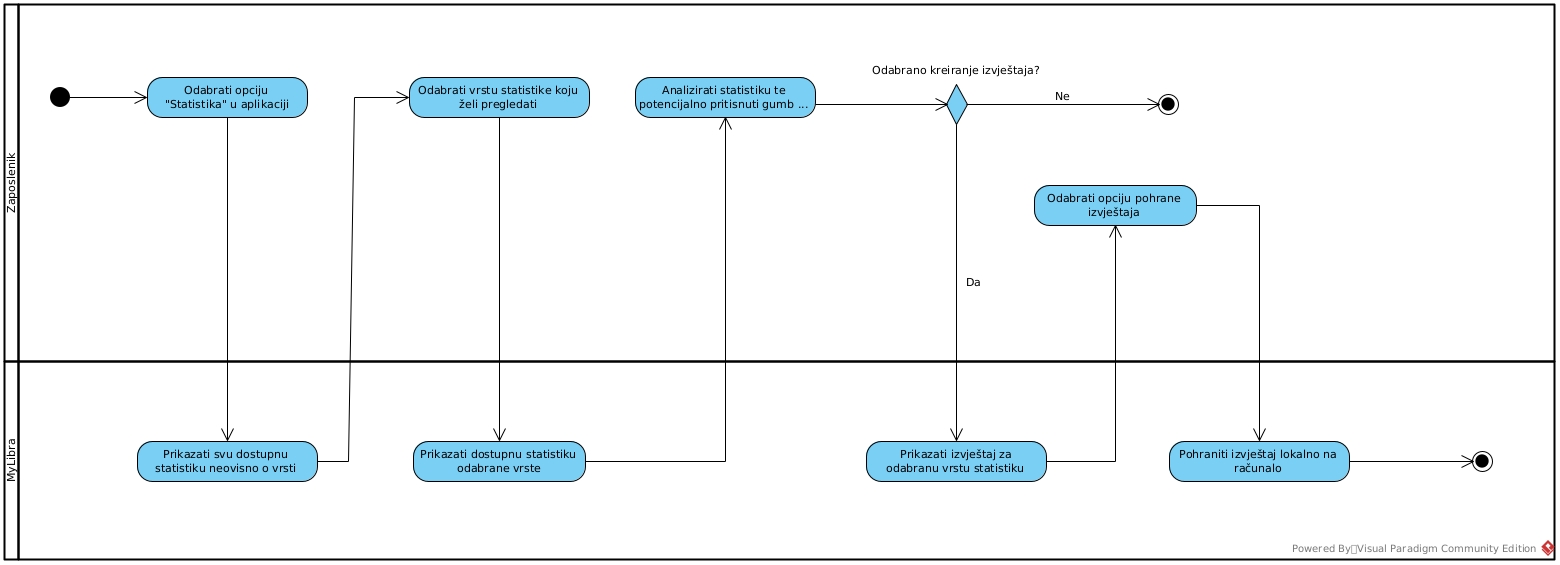 Zaposlenik
Odabrati opciju
"Statistika" u aplikaciji
Odabrati vrstu statistike koju
želi pregledati
Analizirati statistiku te
potencijalno pritisnuti gumb ...
Odabrano kreiranje izvještaja?
Ne
Odabrati opciju pohrane
izvještaja
Da
MyLibra
Prikazati svu dostupnu
statistiku neovisno o vrsti
Prikazati dostupnu statistiku
odabrane vrste
Prikazati izvještaj za
odabranu vrstu statistiku
Pohraniti izvještaj lokalno na
računalo
Powered By▯Visual Paradigm Community Edition